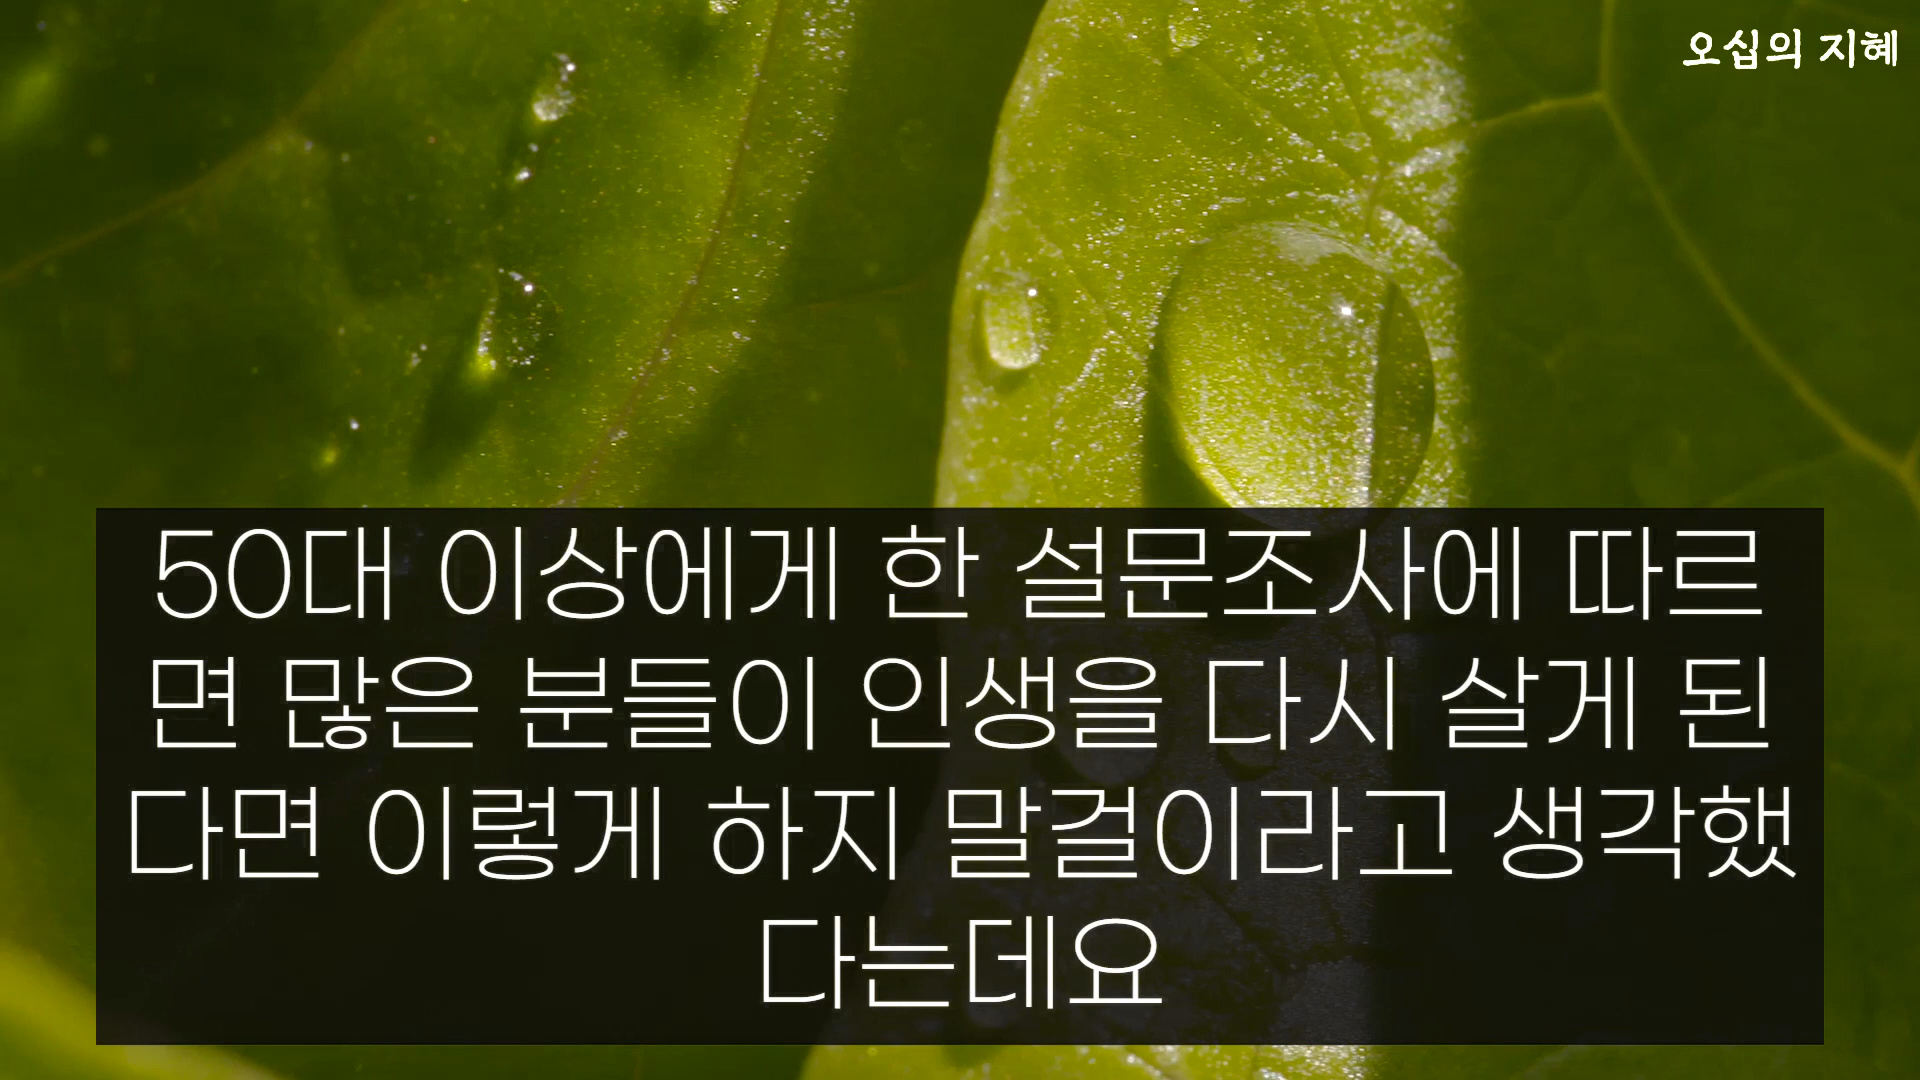 오십의 지혜
50대 이상에게 한 설문조사에 따르
면 많은 분들이 인생을 다시 살게 된
다면 이렇게 하지 말걸이라고 생각했
다는데요